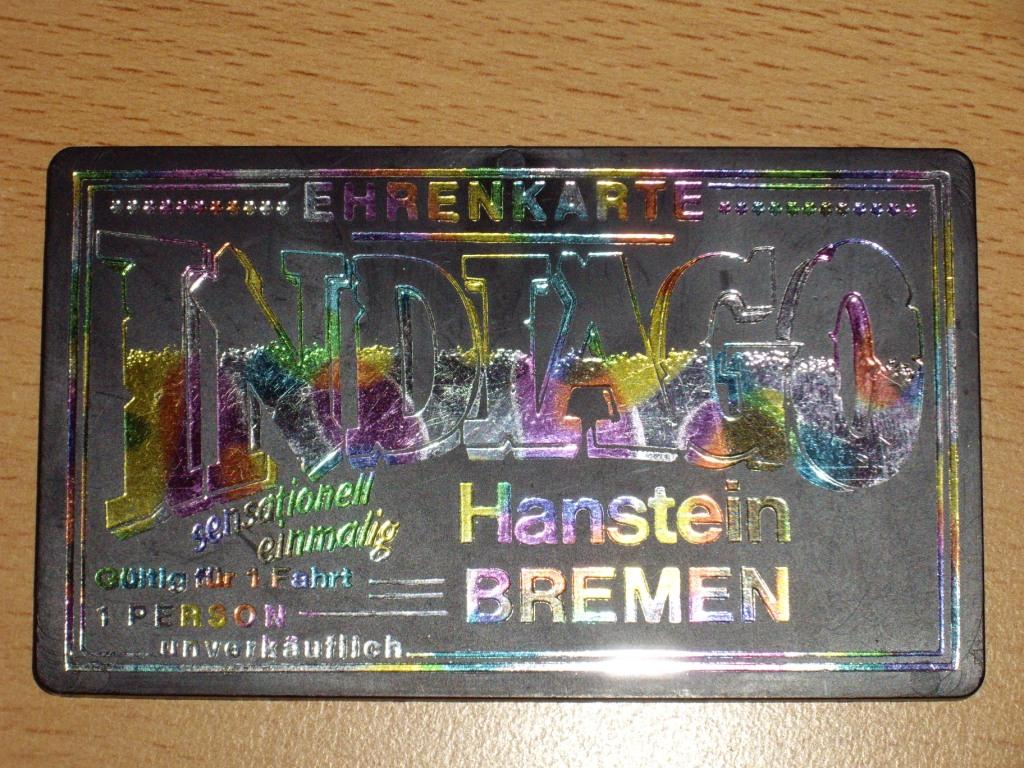 EHRENKARTE
INDIAGO
sensationell
einmalig
Hanstein
Gültig für 1 Fahrt
BREMEN
1 PERSON
unverkäuflich